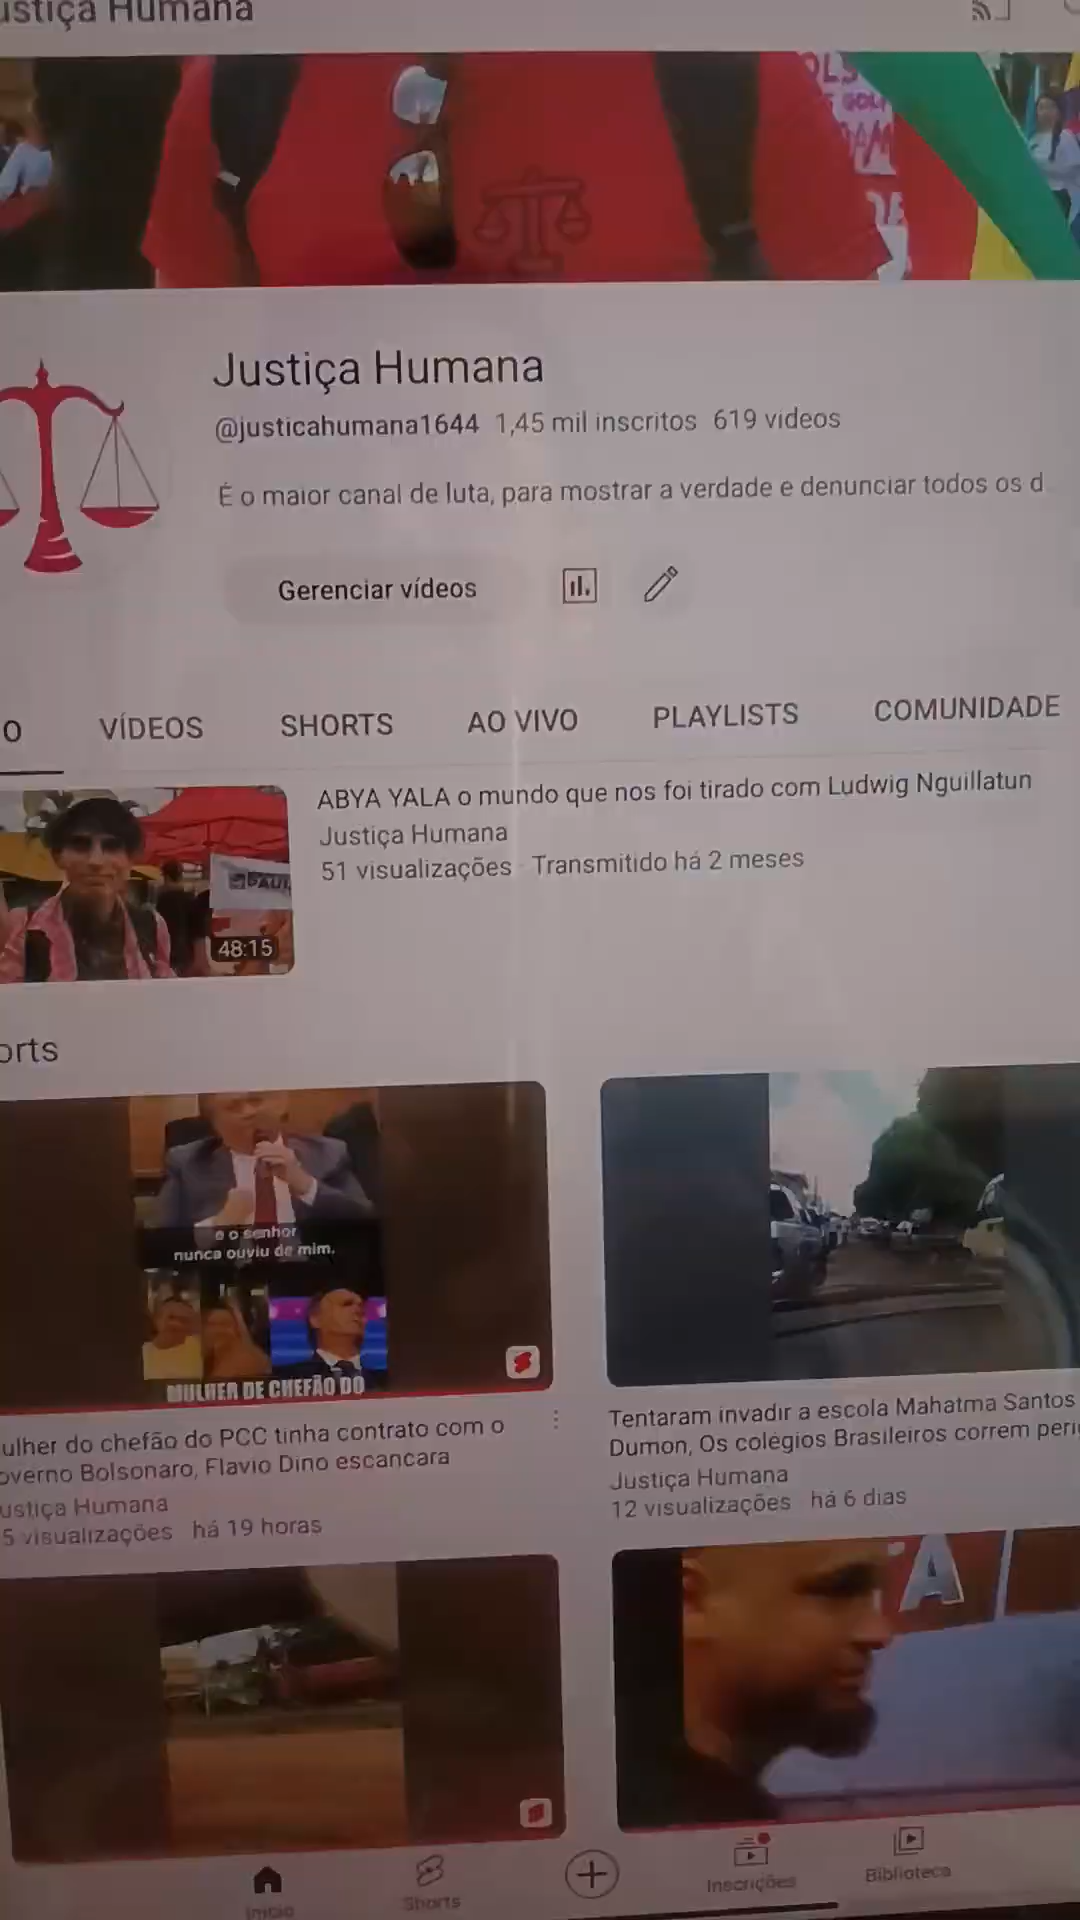 ustiça Humana
Justiça Humana
@justicahumana1644 1,45 mil inscritos 619 vídeos
É o maior canal de luta, para mostrar a verdade e denunciar todos os d
Gerenciar vídeos
O VÍDEOS SHORTS AO VIVO PLAYLISTS COMUNIDADE
ABYA YALA o mundo que nos foi tirado com Ludwig Nguillatun
Justiça Humana
51 visualizações · Transmitido há 2 meses
48:15
orts
e o senhor
nunca ouviu de mim.
MULHER DE CHEFÃO DO
ulher do chefão do PCC tinha contrato com o
overno Bolsonaro, Flavio Dino escancara
ustiça Humana
5 visualizações · há 19 horas
Tentaram invadir a escola Mahatma Santos
Dumon, Os colégios Brasileiros correm peri
Justiça Humana
12 visualizações · há 6 dias
A
Início Shorts Inscrições Biblioteca